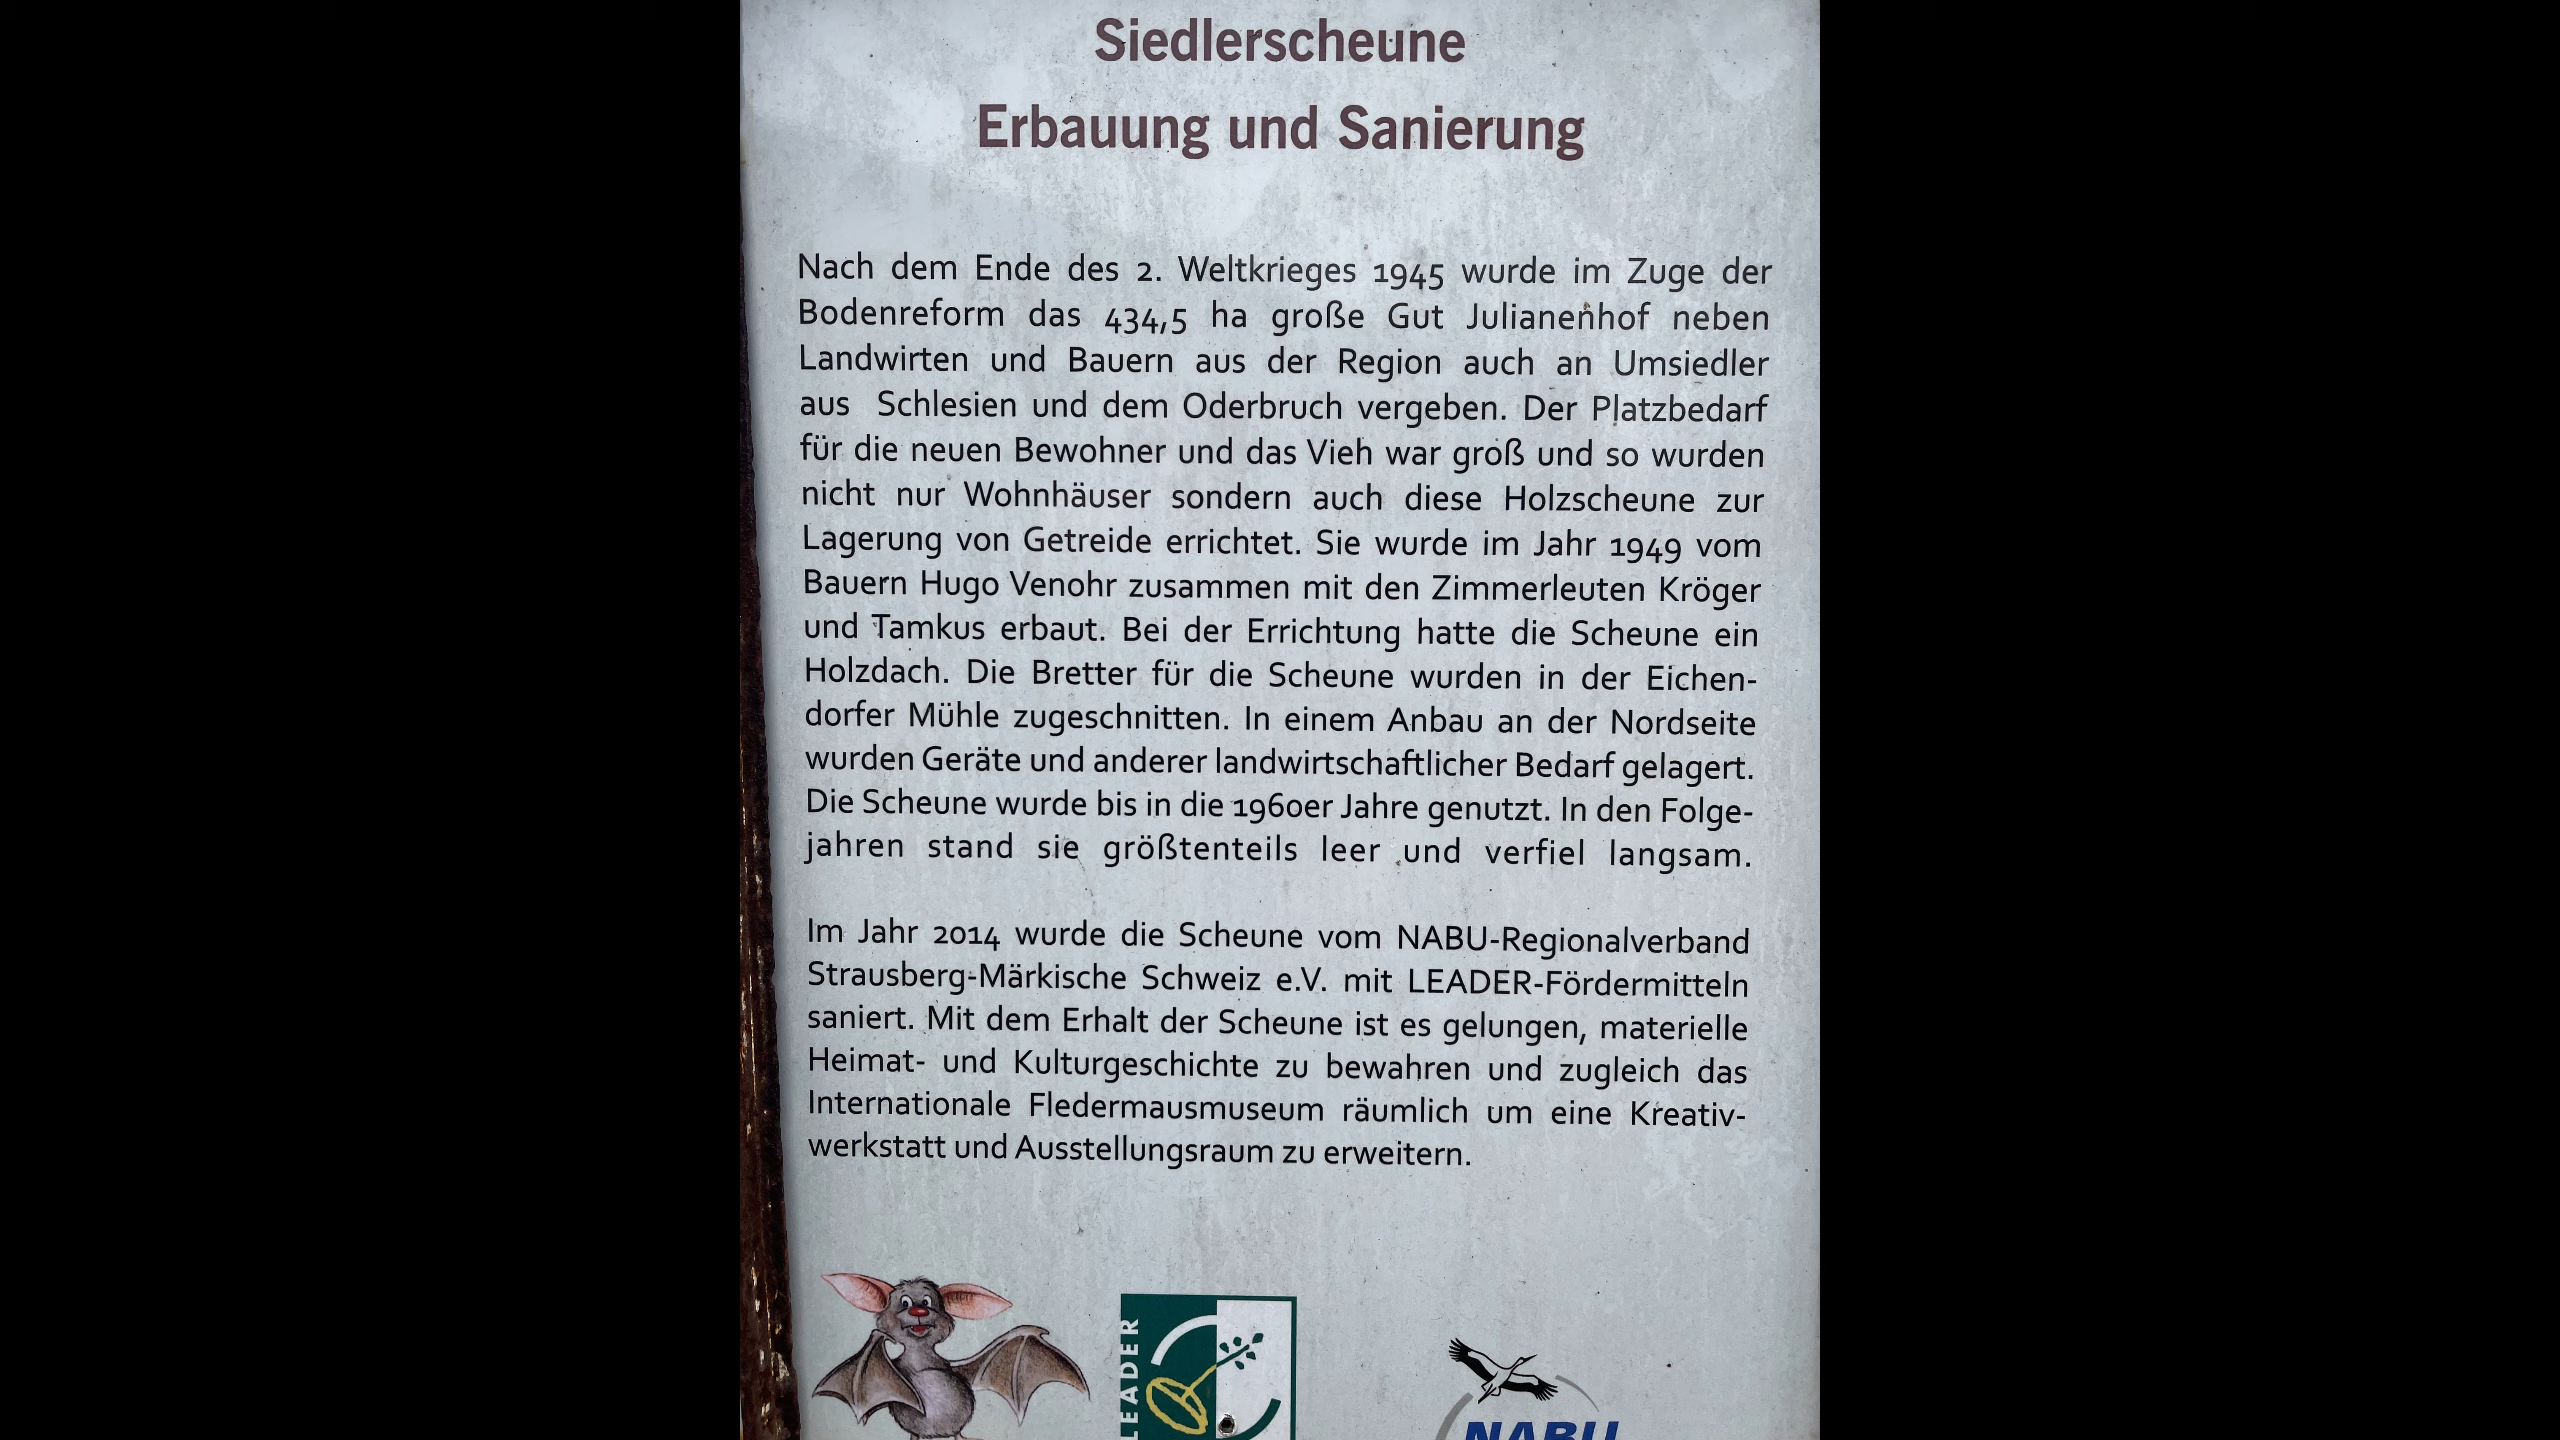 Siedlerscheune
Erbauung und Sanierung
Nach dem Ende des 2. Weltkrieges 1945 wurde im Zuge der
Bodenreform das 434,5 ha große Gut Julianenhof neben
Landwirten und Bauern aus der Region auch an Umsiedler
aus Schlesien und dem Oderbruch vergeben. Der Platzbedarf
für die neuen Bewohner und das Vieh war groß und so wurden
nicht nur Wohnhäuser sondern auch diese Holzscheune zur
Lagerung von Getreide errichtet. Sie wurde im Jahr 1949 vom
Bauern Hugo Venohr zusammen mit den Zimmerleuten Kröger
und Tamkus erbaut. Bei der Errichtung hatte die Scheune ein
Holzdach. Die Bretter für die Scheune wurden in der Eichen-
dorfer Mühle zugeschnitten. In einem Anbau an der Nordseite
wurden Geräte und anderer landwirtschaftlicher Bedarf gelagert.
Die Scheune wurde bis in die 1960er Jahre genutzt. In den Folge-
jahren stand sie größtenteils leer und verfiel langsam.
Im Jahr 2014 wurde die Scheune vom NABU-Regionalverband
Strausberg-Märkische Schweiz e.V. mit LEADER-Fördermitteln
saniert. Mit dem Erhalt der Scheune ist es gelungen, materielle
Heimat- und Kulturgeschichte zu bewahren und zugleich das
Internationale Fledermausmuseum räumlich um eine Kreativ-
werkstatt und Ausstellungsraum zu erweitern.
LEADER
NABU